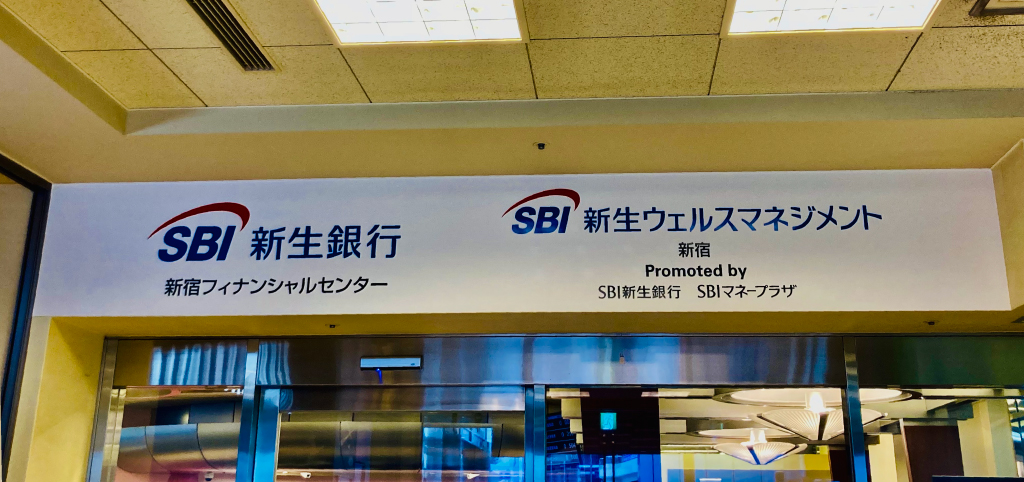 SBI 新生銀行
新宿フィナンシャルセンター
SBI 新生ウェルスマネジメント
新宿
Promoted by
SBI新生銀行 SBIマネープラザ